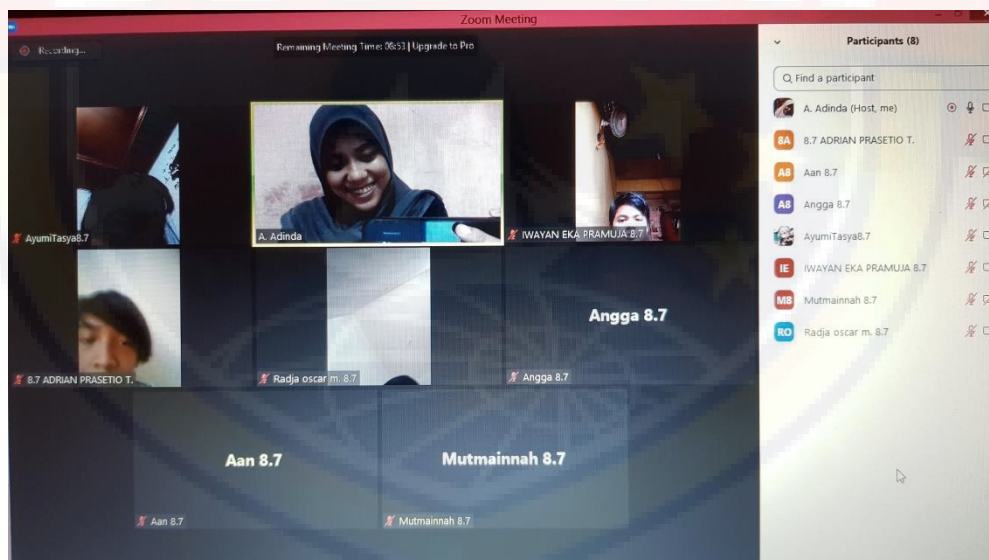 Zoom Meeting
Recording...
Remaining Meeting Time: 08:53 | Upgrade to Pro
AyumiTasya8.7
A. Adinda
IWAYAN EKA PRAMUJA 8.7
8.7 ADRIAN PRASETIO T.
Radja oscar m. 8.7
Angga 8.7
Angga 8.7
Aan 8.7
Aan 8.7
Mutmainnah 8.7
Mutmainnah 8.7
Participants (8)
Find a participant
A. Adinda (Host, me)
8A 8.7 ADRIAN PRASETIO T.
A8 Aan 8.7
A8 Angga 8.7
AyumiTasya8.7
IE IWAYAN EKA PRAMUJA 8.7
M8 Mutmainnah 8.7
RO Radja oscar m. 8.7